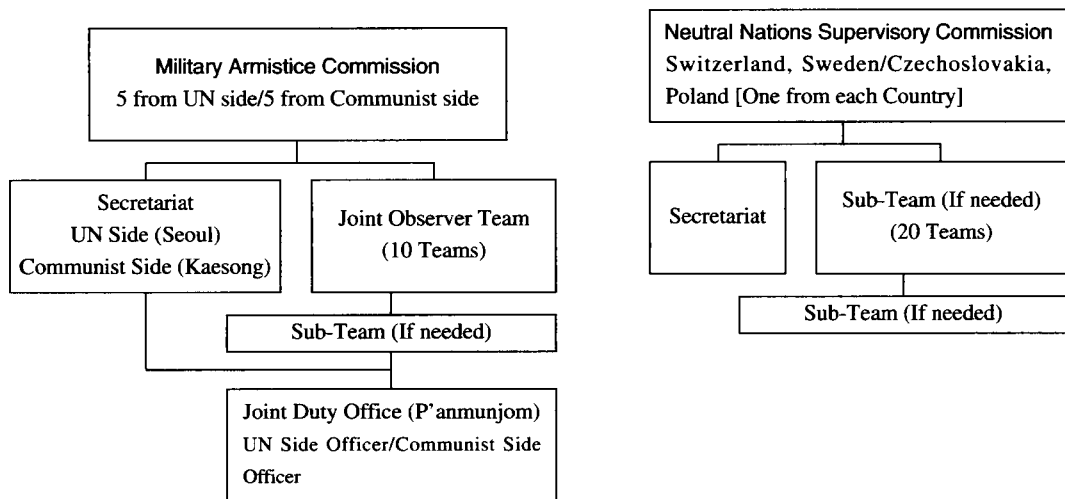 Military Armistice Commission
5 from UN side/5 from Communist side
Secretariat
UN Side (Seoul)
Communist Side (Kaesong)
Joint Observer Team
(10 Teams)
Sub-Team (If needed)
Joint Duty Office (P'anmunjom)
UN Side Officer/Communist Side
Officer
Neutral Nations Supervisory Commission
Switzerland, Sweden/Czechoslovakia,
Poland [One from each Country]
Secretariat
Sub-Team (If needed)
(20 Teams)
Sub-Team (If needed)